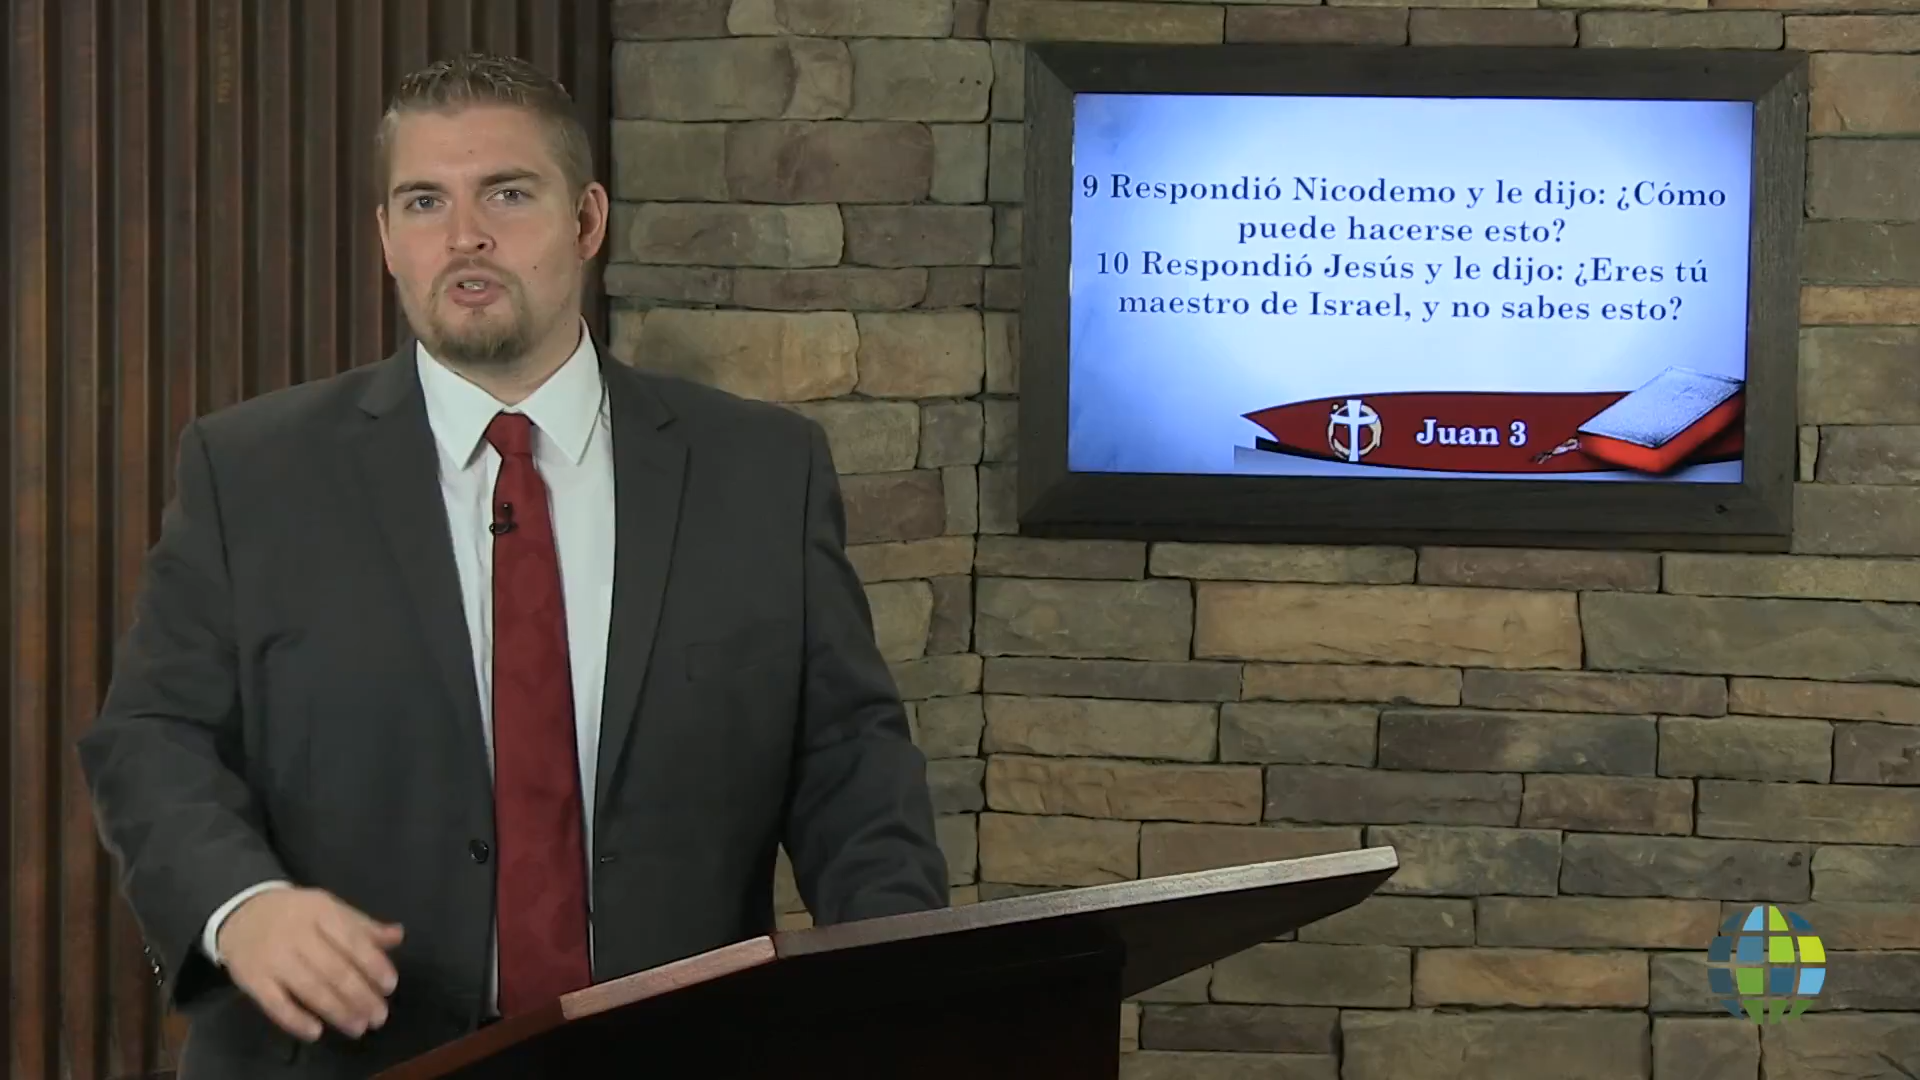 9 Respondió Nicodemo y le dijo: ¿Cómo
puede hacerse esto?
10 Respondió Jesús y le dijo: ¿Eres tú
maestro de Israel, y no sabes esto?
Juan 3